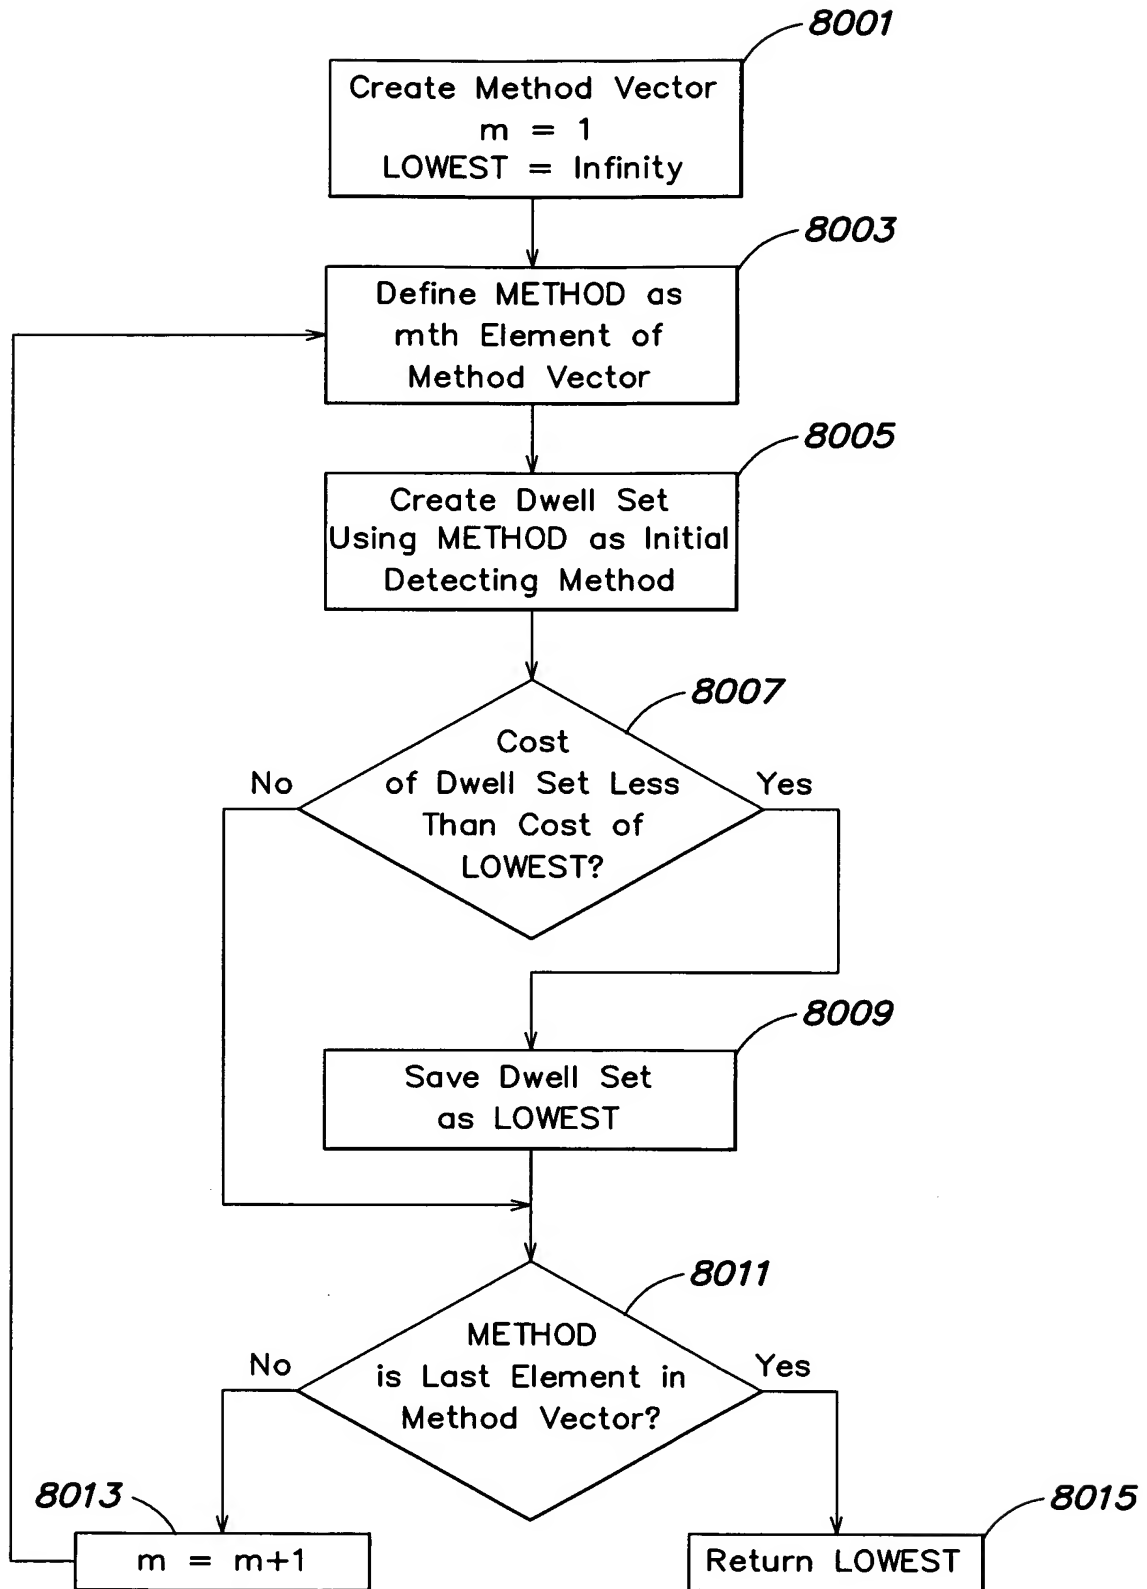 8001
Create Method Vector
m = 1
LOWEST = Infinity
8003
Define METHOD as
mth Element of
Method Vector
8005
Create Dwell Set
Using METHOD as Initial
Detecting Method
8007
Cost
of Dwell Set Less
Than Cost of
LOWEST?
No
Yes
8009
Save Dwell Set
as LOWEST
8011
METHOD
is Last Element in
Method Vector?
No
Yes
8013
m = m+1
8015
Return LOWEST